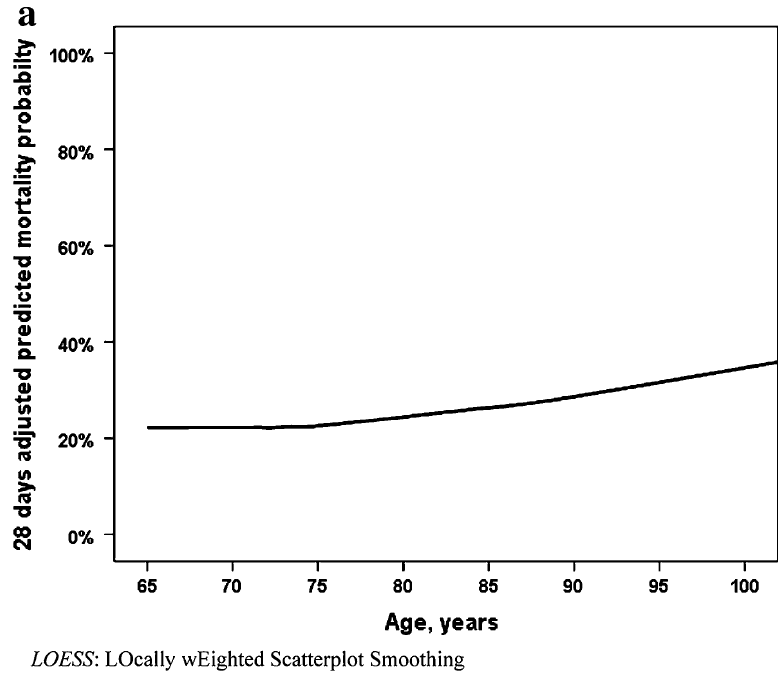 a
28 days adjusted predicted mortality probabilty
100%
80%
60%
40%
20%
0%
65 70 75 80 85 90 95 100
Age, years
LOESS: LOcally wEighted Scatterplot Smoothing